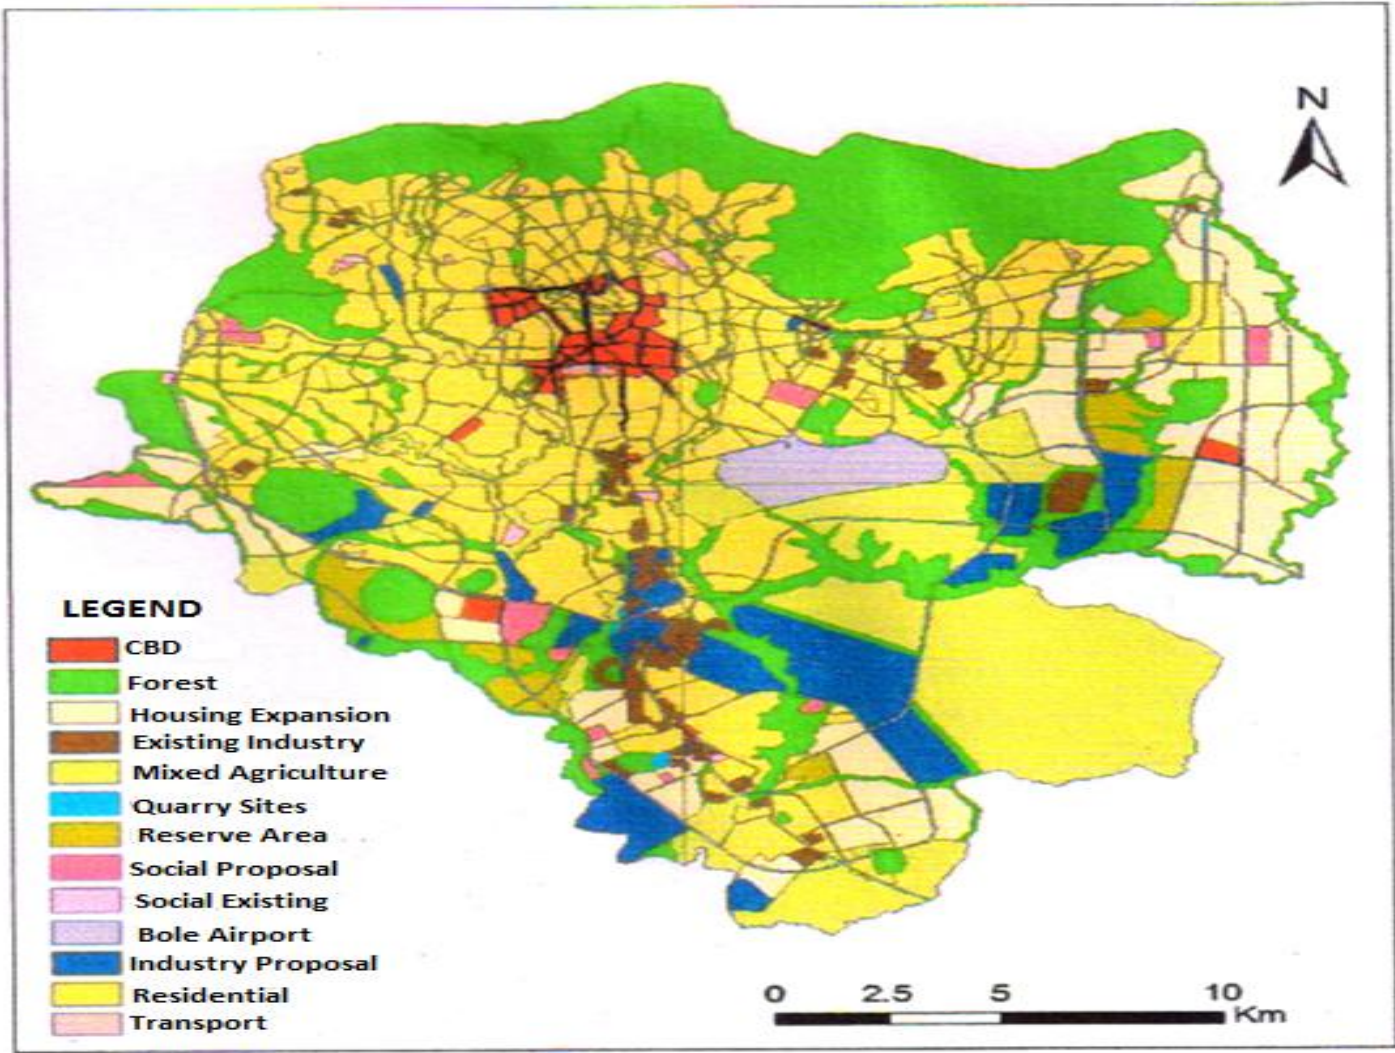 N
LEGEND
CBD
Forest
Housing Expansion
Existing Industry
Mixed Agriculture
Quarry Sites
Reserve Area
Social Proposal
Social Existing
Bole Airport
Industry Proposal
Residential
Transport
0 2.5 5 10
Km